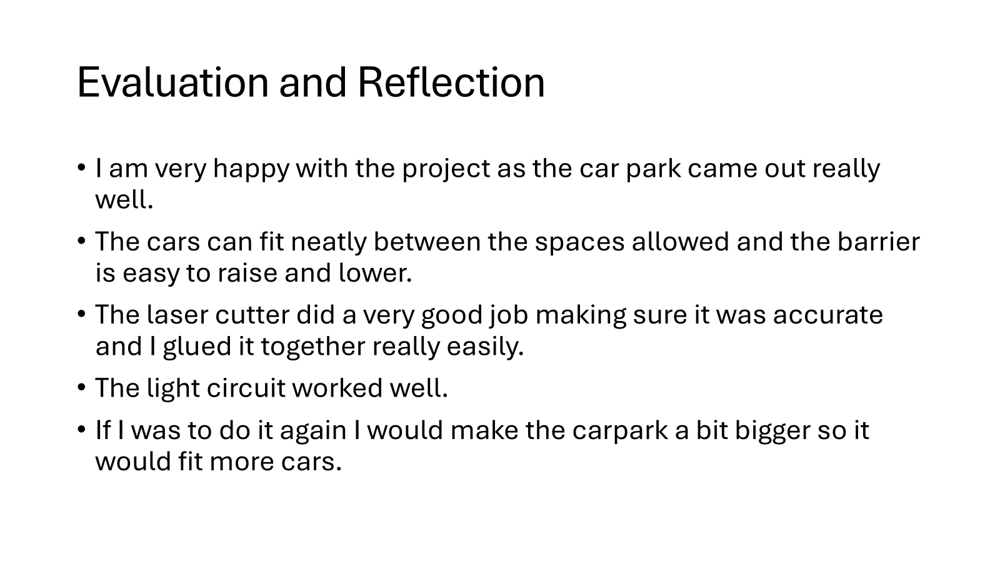 Evaluation and Reflection
• I am very happy with the project as the car park came out really
well.
• The cars can fit neatly between the spaces allowed and the barrier
is easy to raise and lower.
• The laser cutter did a very good job making sure it was accurate
and I glued it together really easily.
• The light circuit worked well.
• If I was to do it again I would make the carpark a bit bigger so it
would fit more cars.